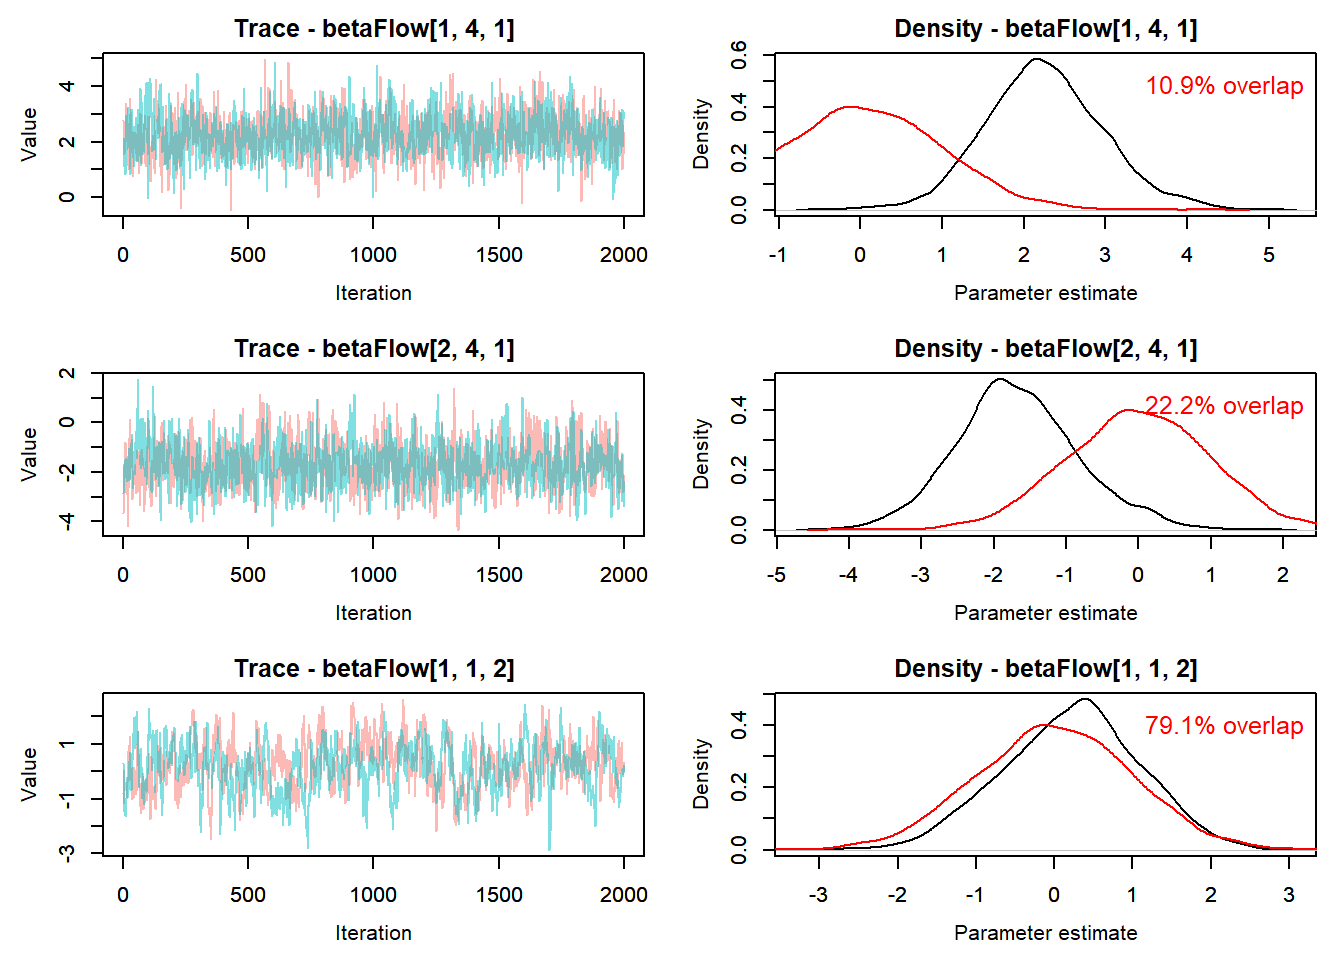 Trace - betaFlow[1, 4, 1]
Value
0
2
4
0
500
1000
1500
2000
Iteration
Density - betaFlow[1, 4, 1]
Density
0.0
0.2
0.4
0.6
10.9% overlap
-1
0
1
2
3
4
5
Parameter estimate
Trace - betaFlow[2, 4, 1]
Value
-4
-2
0
2
0
500
1000
1500
2000
Iteration
Density - betaFlow[2, 4, 1]
Density
0.0
0.2
0.4
22.2% overlap
-5
-4
-3
-2
-1
0
1
2
Parameter estimate
Trace - betaFlow[1, 1, 2]
Value
-3
-1
1
0
500
1000
1500
2000
Iteration
Density - betaFlow[1, 1, 2]
Density
0.0
0.2
0.4
79.1% overlap
-3
-2
-1
0
1
2
3
Parameter estimate